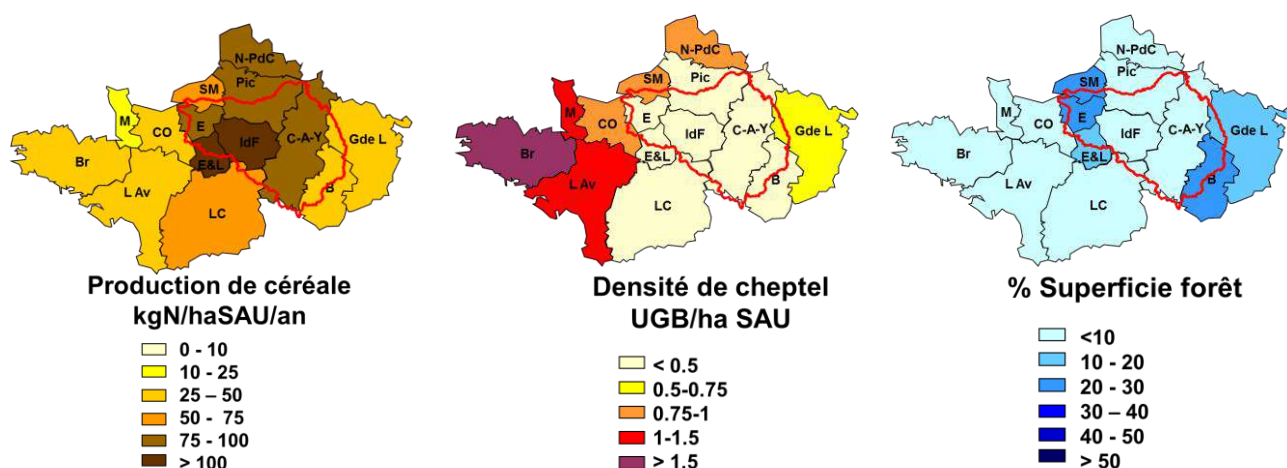 N-PdC
Pic
SM
M
CO
E
IdF
C-A-Y
Gde L
Br
E&L
L Av
B
LC
Production de céréale
kgN/haSAU/an
0 - 10
10 - 25
25 – 50
50 - 75
75 - 100
> 100
N-PdC
SM
Pic
M
CO
E
IdF
C-A-Y
Gde L
Br
E&L
L Av
B
LC
Densité de cheptel
UGB/ha SAU
< 0.5
0.5-0.75
0.75-1
1-1.5
> 1.5
N-PdC
SM
Pic
M
CO
E
IdF
C-A-Y
Gde L
Br
E&L
L Av
B
LC
% Superficie forêt
<10
10 - 20
20 - 30
30 – 40
40 - 50
> 50